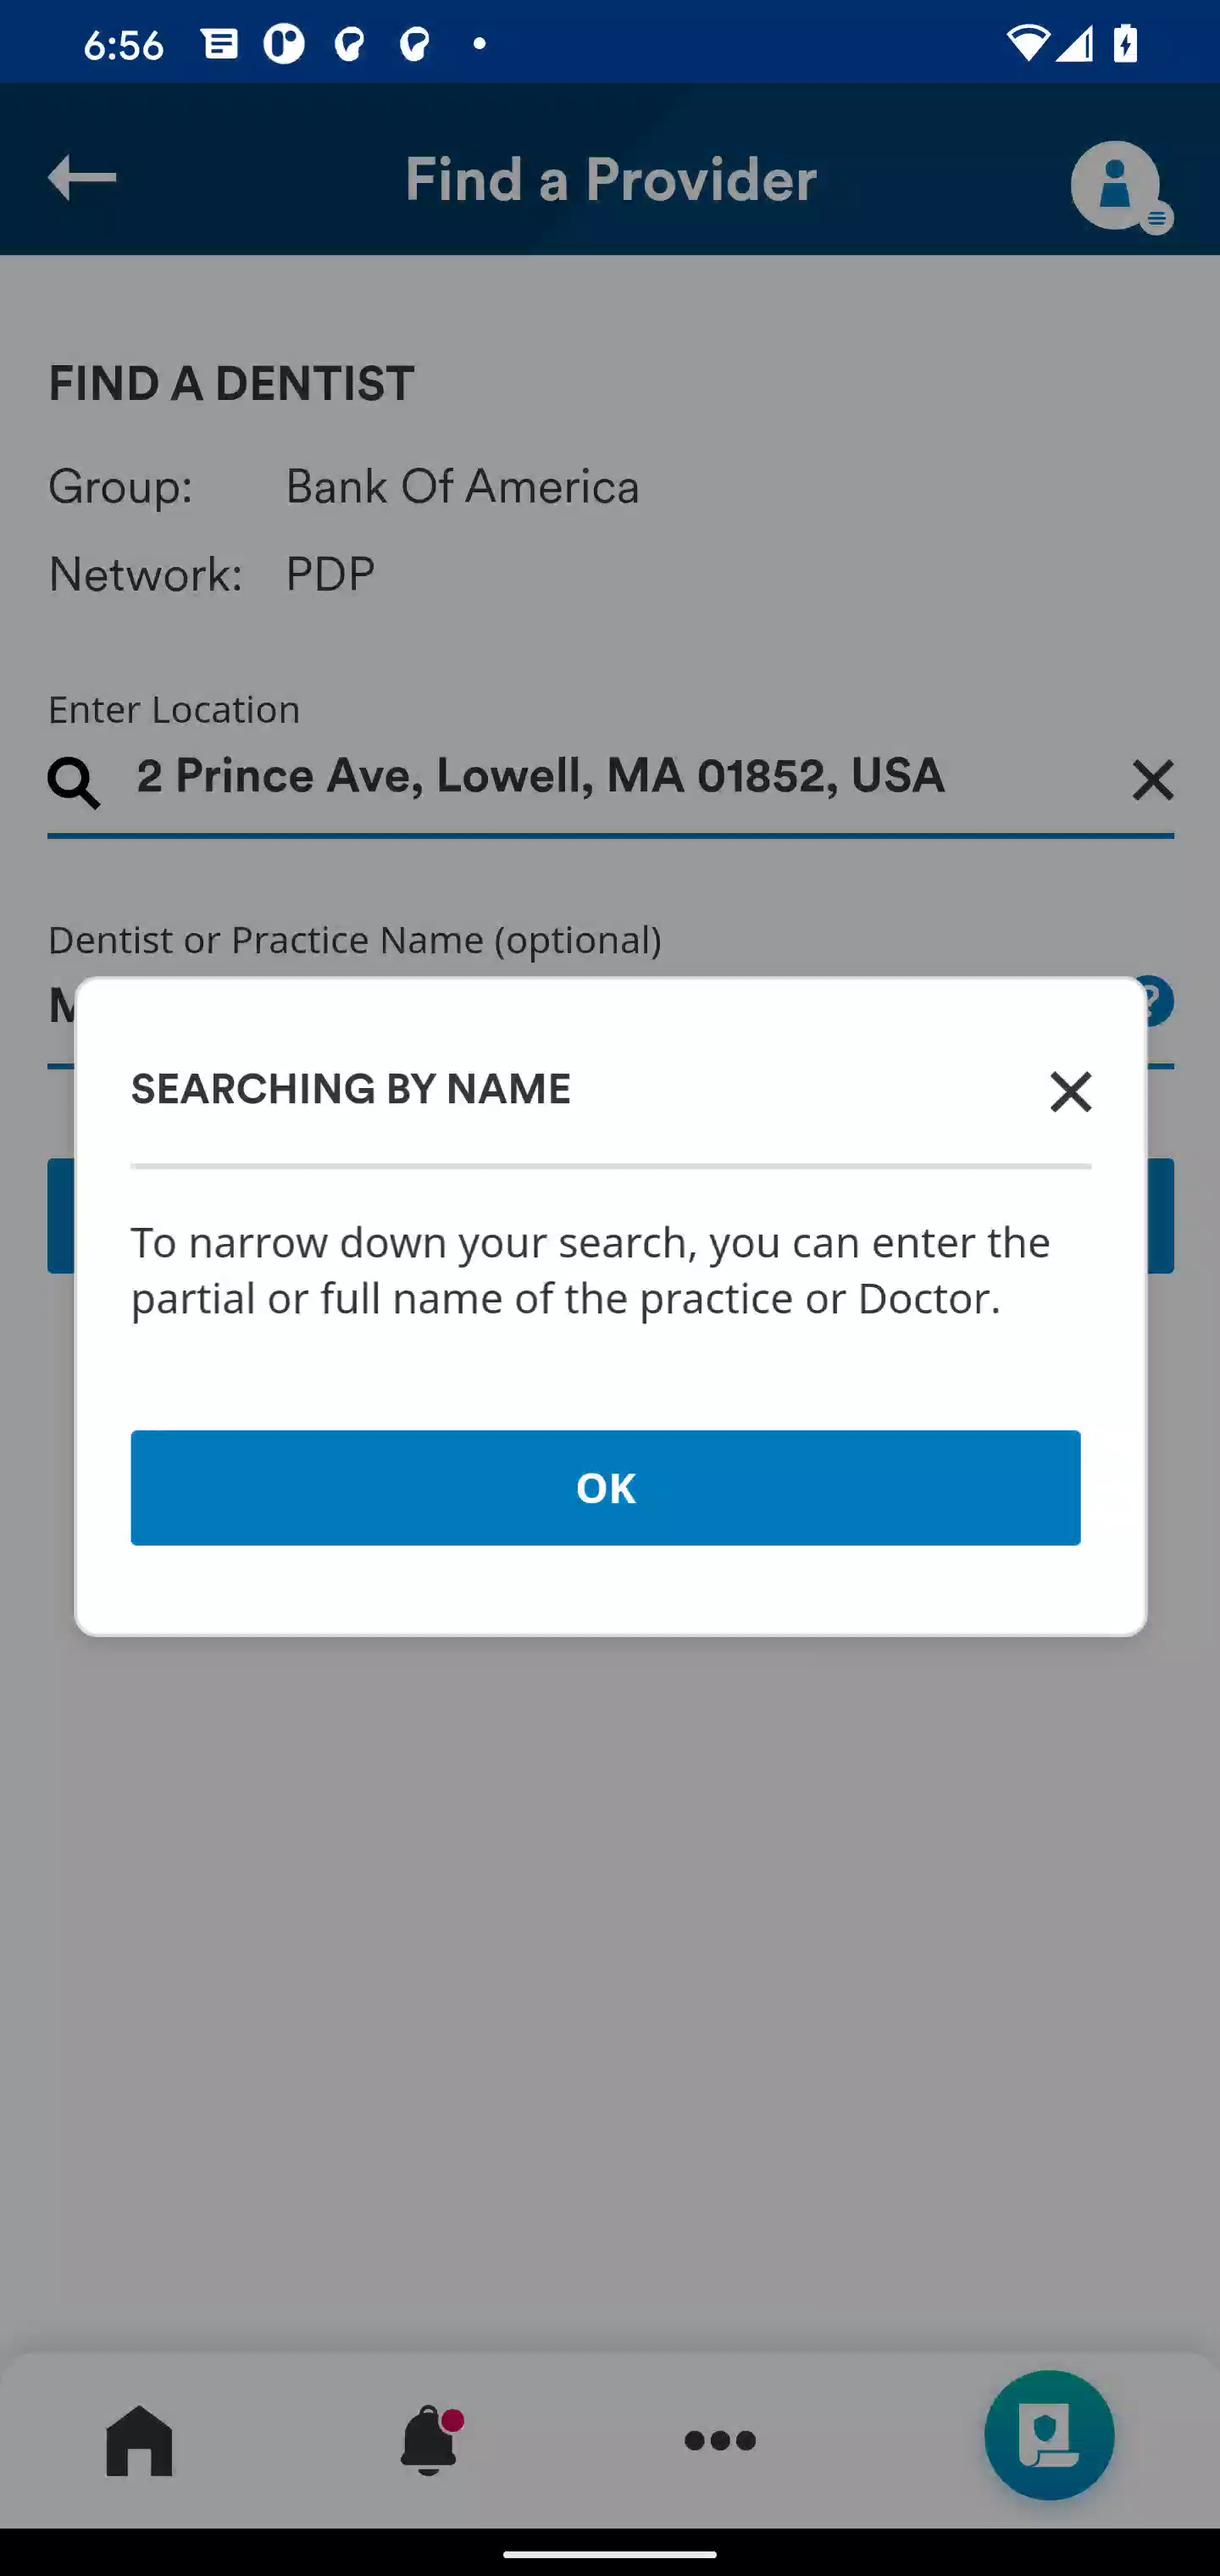 6:56
Find a Provider
FIND A DENTIST
Group: Bank Of America
Network: PDP
Enter Location
2 Prince Ave, Lowell, MA 01852, USA
Dentist or Practice Name (optional)
?
SEARCHING BY NAME
To narrow down your search, you can enter the
partial or full name of the practice or Doctor.
OK